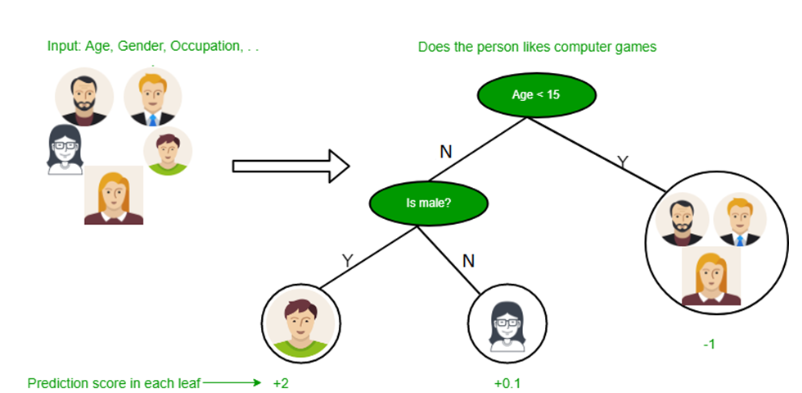 Input: Age, Gender, Occupation, . .
Does the person likes computer games
Age < 15
N
Y
Is male?
Y
N
-1
Prediction score in each leaf
+2
+0.1